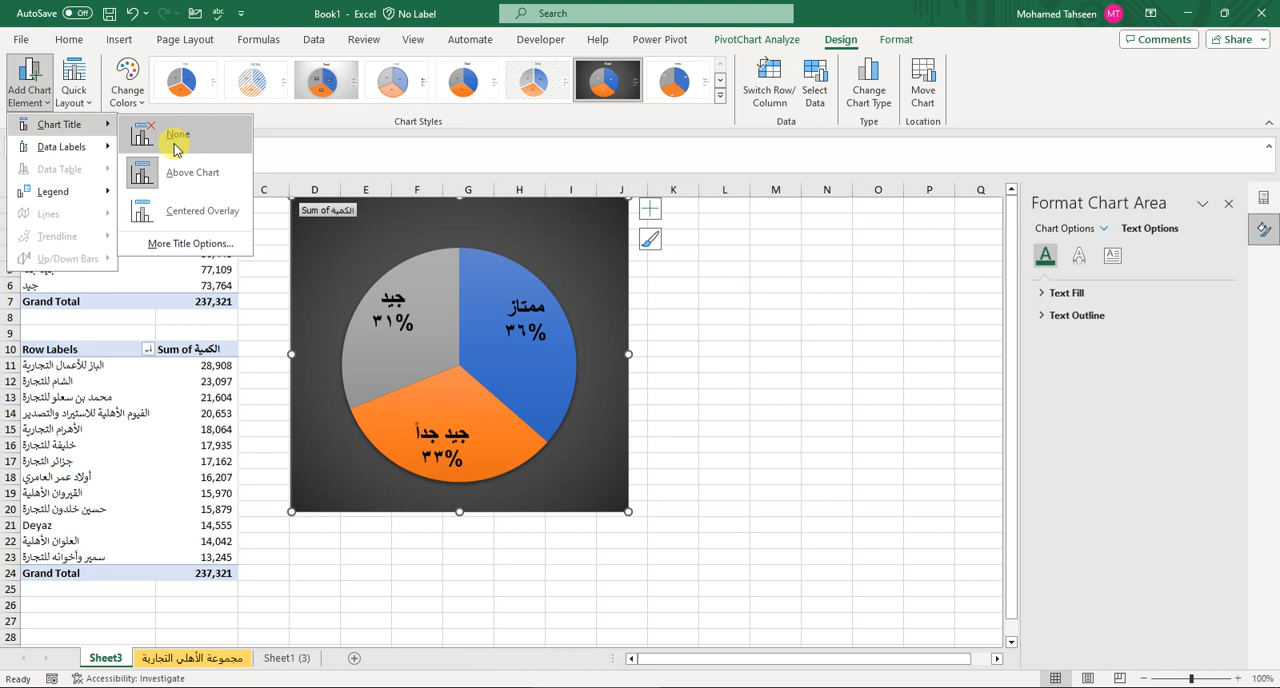 AutoSave Off
Book1 - Excel
No Label
Search
Mohamed Tahseen
MT
File Home Insert Page Layout Formulas Data Review View Automate Developer Help Power Pivot PivotChart Analyze Design Format
Comments
Share
Add Chart Element
Quick Layout
Change Colors
Switch Row/ Column
Select Data
Change Chart Type
Move Chart
Chart Styles
Data
Type
Location
Chart Title
Data Labels
Data Table
Legend
Lines
Trendline
Up/Down Bars
None
Above Chart
Centered Overlay
More Title Options...
C D E F G H I J K L M N O P Q
77,109
6 جيد 73,764
7 Grand Total 237,321
8
9
10 Row Labels Sum of الكمية
11 الباز للأعمال التجارية 28,908
12 الشام للتجارة 23,097
13 محمد بن سعلو للتجارة 21,604
14 الفيوم الأهلية للاستيراد والتصدير 20,653
15 الأهرام التجارية 18,064
16 خليفة للتجارة 17,935
17 جزائر التجارة 17,162
18 أولاد عمر العامري 16,207
19 القيروان الأهلية 15,970
20 حسين خلدون للتجارة 15,879
21 Deyaz 14,555
22 العلوان الأهلية 14,042
23 سمير وأخوانه للتجارة 13,245
24 Grand Total 237,321
25
26
27
28
Sum of الكمية
جيد
٣١%
ممتاز
٣٦%
جيد جداً
٣٣%
Format Chart Area
Chart Options Text Options
Text Fill
Text Outline
Sheet3 مجموعة الأهلي التجارية Sheet1 (3)
Ready
Accessibility: Investigate
100%